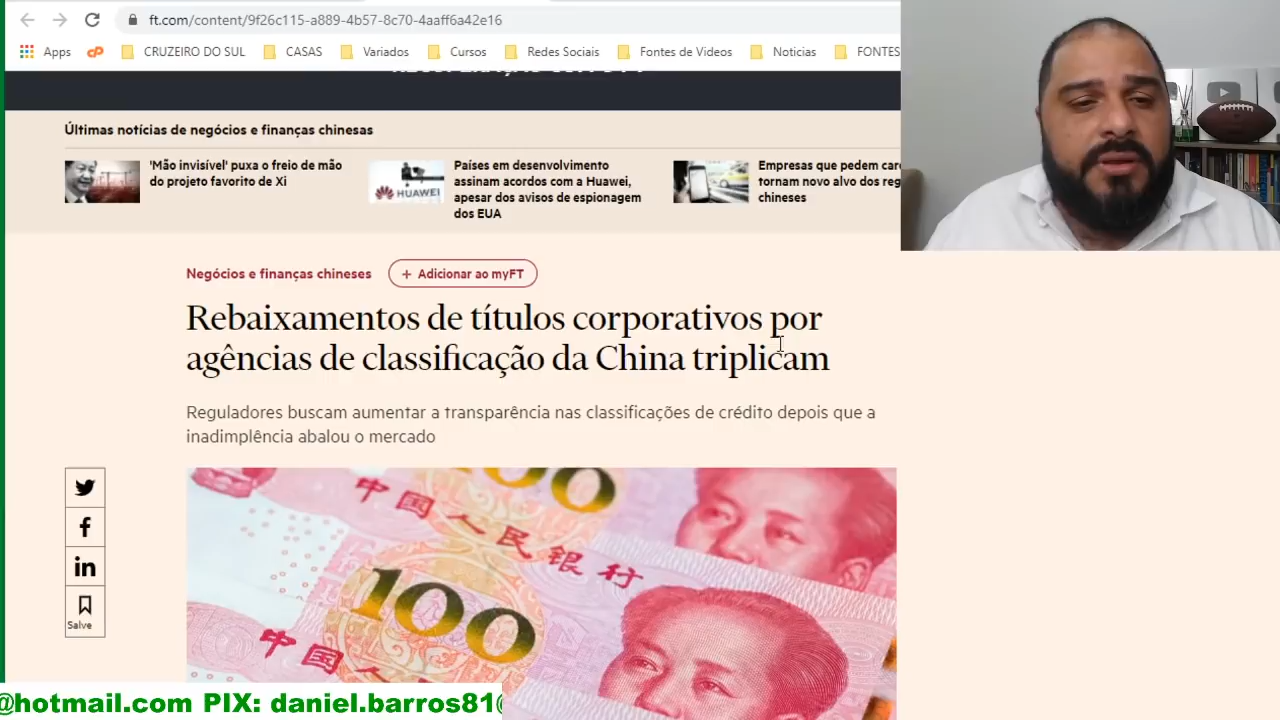 ft.com/content/9f26c115-a889-4b57-8c70-4aaff6a42e16
Apps CRUZEIRO DO SUL CASAS Variados Cursos Redes Sociais Fontes de Videos Noticias FONTES
Últimas notícias de negócios e finanças chinesas
'Mão invisível' puxa o freio de mão
do projeto favorito de Xi
HUAWEI
Países em desenvolvimento
assinam acordos com a Huawei,
apesar dos avisos de espionagem
dos EUA
Empresas que pedem
tornam novo alvo dos
chineses
Negócios e finanças chineses
+ Adicionar ao myFT
Rebaixamentos de títulos corporativos por
agências de classificação da China triplicam
Reguladores buscam aumentar a transparência nas classificações de crédito depois que a
inadimplência abalou o mercado
Salve
100
中国人民银行
100
中国人
@hotmail.com PIX: daniel.barros81@